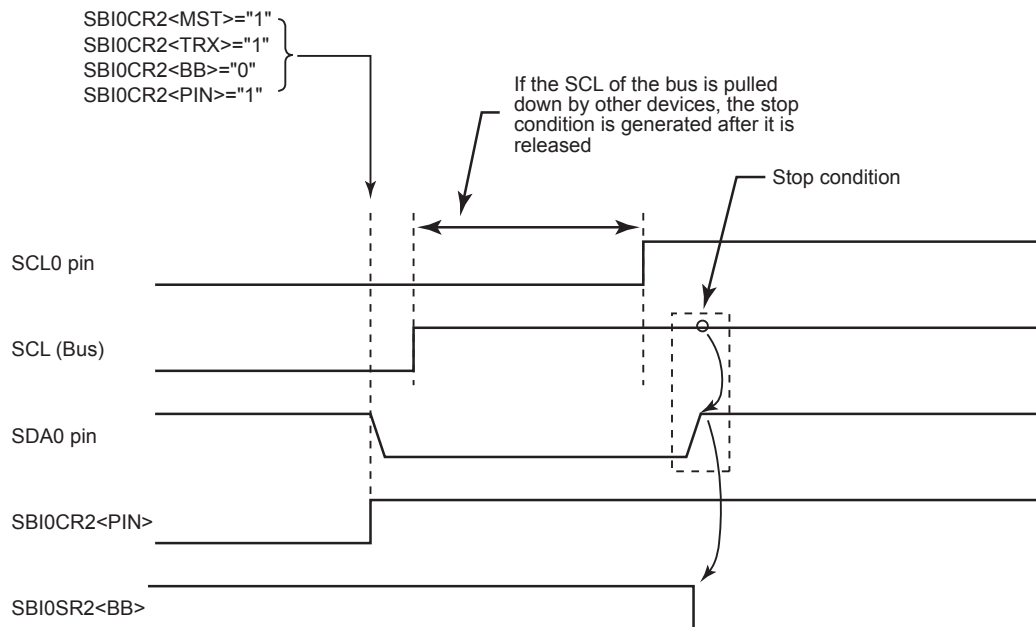 SBI0CR2<MST>="1"
SBI0CR2<TRX>="1"
SBI0CR2<BB>="0"
SBI0CR2<PIN>="1"
If the SCL of the bus is pulled
down by other devices, the stop
condition is generated after it is
released
Stop condition
SCL0 pin
SCL (Bus)
SDA0 pin
SBI0CR2<PIN>
SBI0SR2<BB>